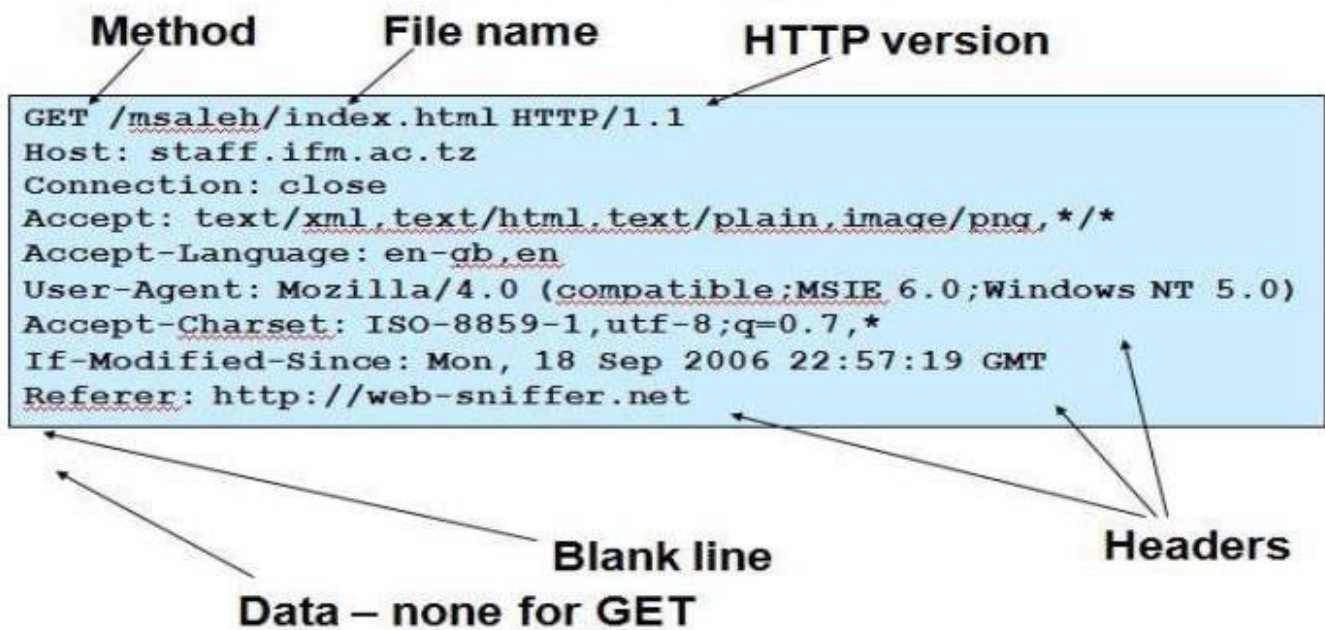 Method File name HTTP version
GET /msaleh/index.html HTTP/1.1
Host: staff.ifm.ac.tz
Connection: close
Accept: text/xml,text/html,text/plain,image/png,*/*
Accept-Language: en-gb,en
User-Agent: Mozilla/4.0 (compatible;MSIE 6.0;Windows NT 5.0)
Accept-Charset: ISO-8859-1,utf-8;q=0.7,*
If-Modified-Since: Mon, 18 Sep 2006 22:57:19 GMT
Referer: http://web-sniffer.net
Headers
Blank line
Data – none for GET